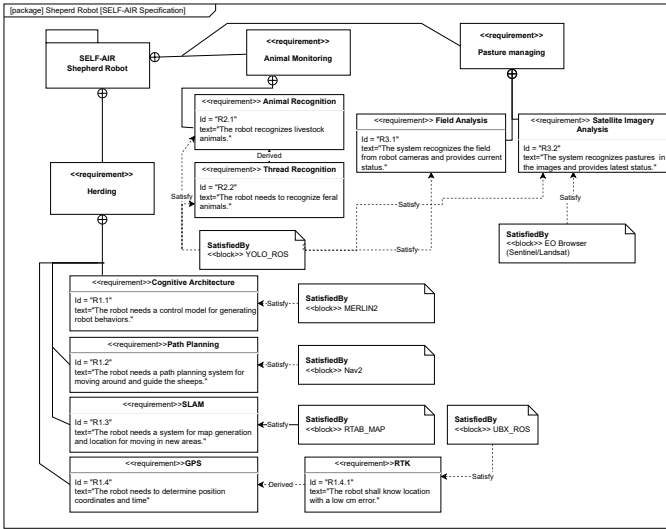 [package] Sheperd Robot [SELF-AIR Specification]
SELF-AIR
Shepherd Robot
<<requirement>>
Animal Monitoring
<<requirement>>
Pasture managing
<<requirement>> Animal Recognition
Id = "R2.1"
text="The robot recognizes livestock
animals."
Derived
<<requirement>> Thread Recognition
Id = "R2.2"
text="The robot needs to recognize feral
animals."
<<requirement>> Field Analysis
Id = "R3.1"
text="The system recognizes the field
from robot cameras and provides current
status."
<<requirement>> Satellite Imagery
Analysis
Id = "R3.2"
text="The system recognizes pastures in
the images and provides latest status."
<<requirement>>
Herding
Satisfy
Satisfy
Satisfy
Satisfy
SatisfiedBy
<<block>> YOLO_ROS
SatisfiedBy
<<block>> EO Browser
(Sentinel/Landsat)
<<requirement>>Cognitive Architecture
Id = "R1.1"
text="The robot needs a control model for generating
robot behaviors."
Satisfy
SatisfiedBy
<<block>> MERLIN2
<<requirement>>Path Planning
Id = "R1.2"
text="The robot needs a path planning system for
moving around and guide the sheeps."
Satisfy
SatisfiedBy
<<block>> Nav2
<<requirement>>SLAM
Id = "R1.3"
text="The robot needs a system for map generation
and location for moving in new areas."
Satisfy
SatisfiedBy
<<block>> RTAB_MAP
SatisfiedBy
<<block>> UBX_ROS
<<requirement>>GPS
Id = "R1.4"
text="The robot needs to determine position
coordinates and time"
Derived
<<requirement>>RTK
Id = "R1.4.1"
text="The robot shall know location
with a low cm error."
Satisfy